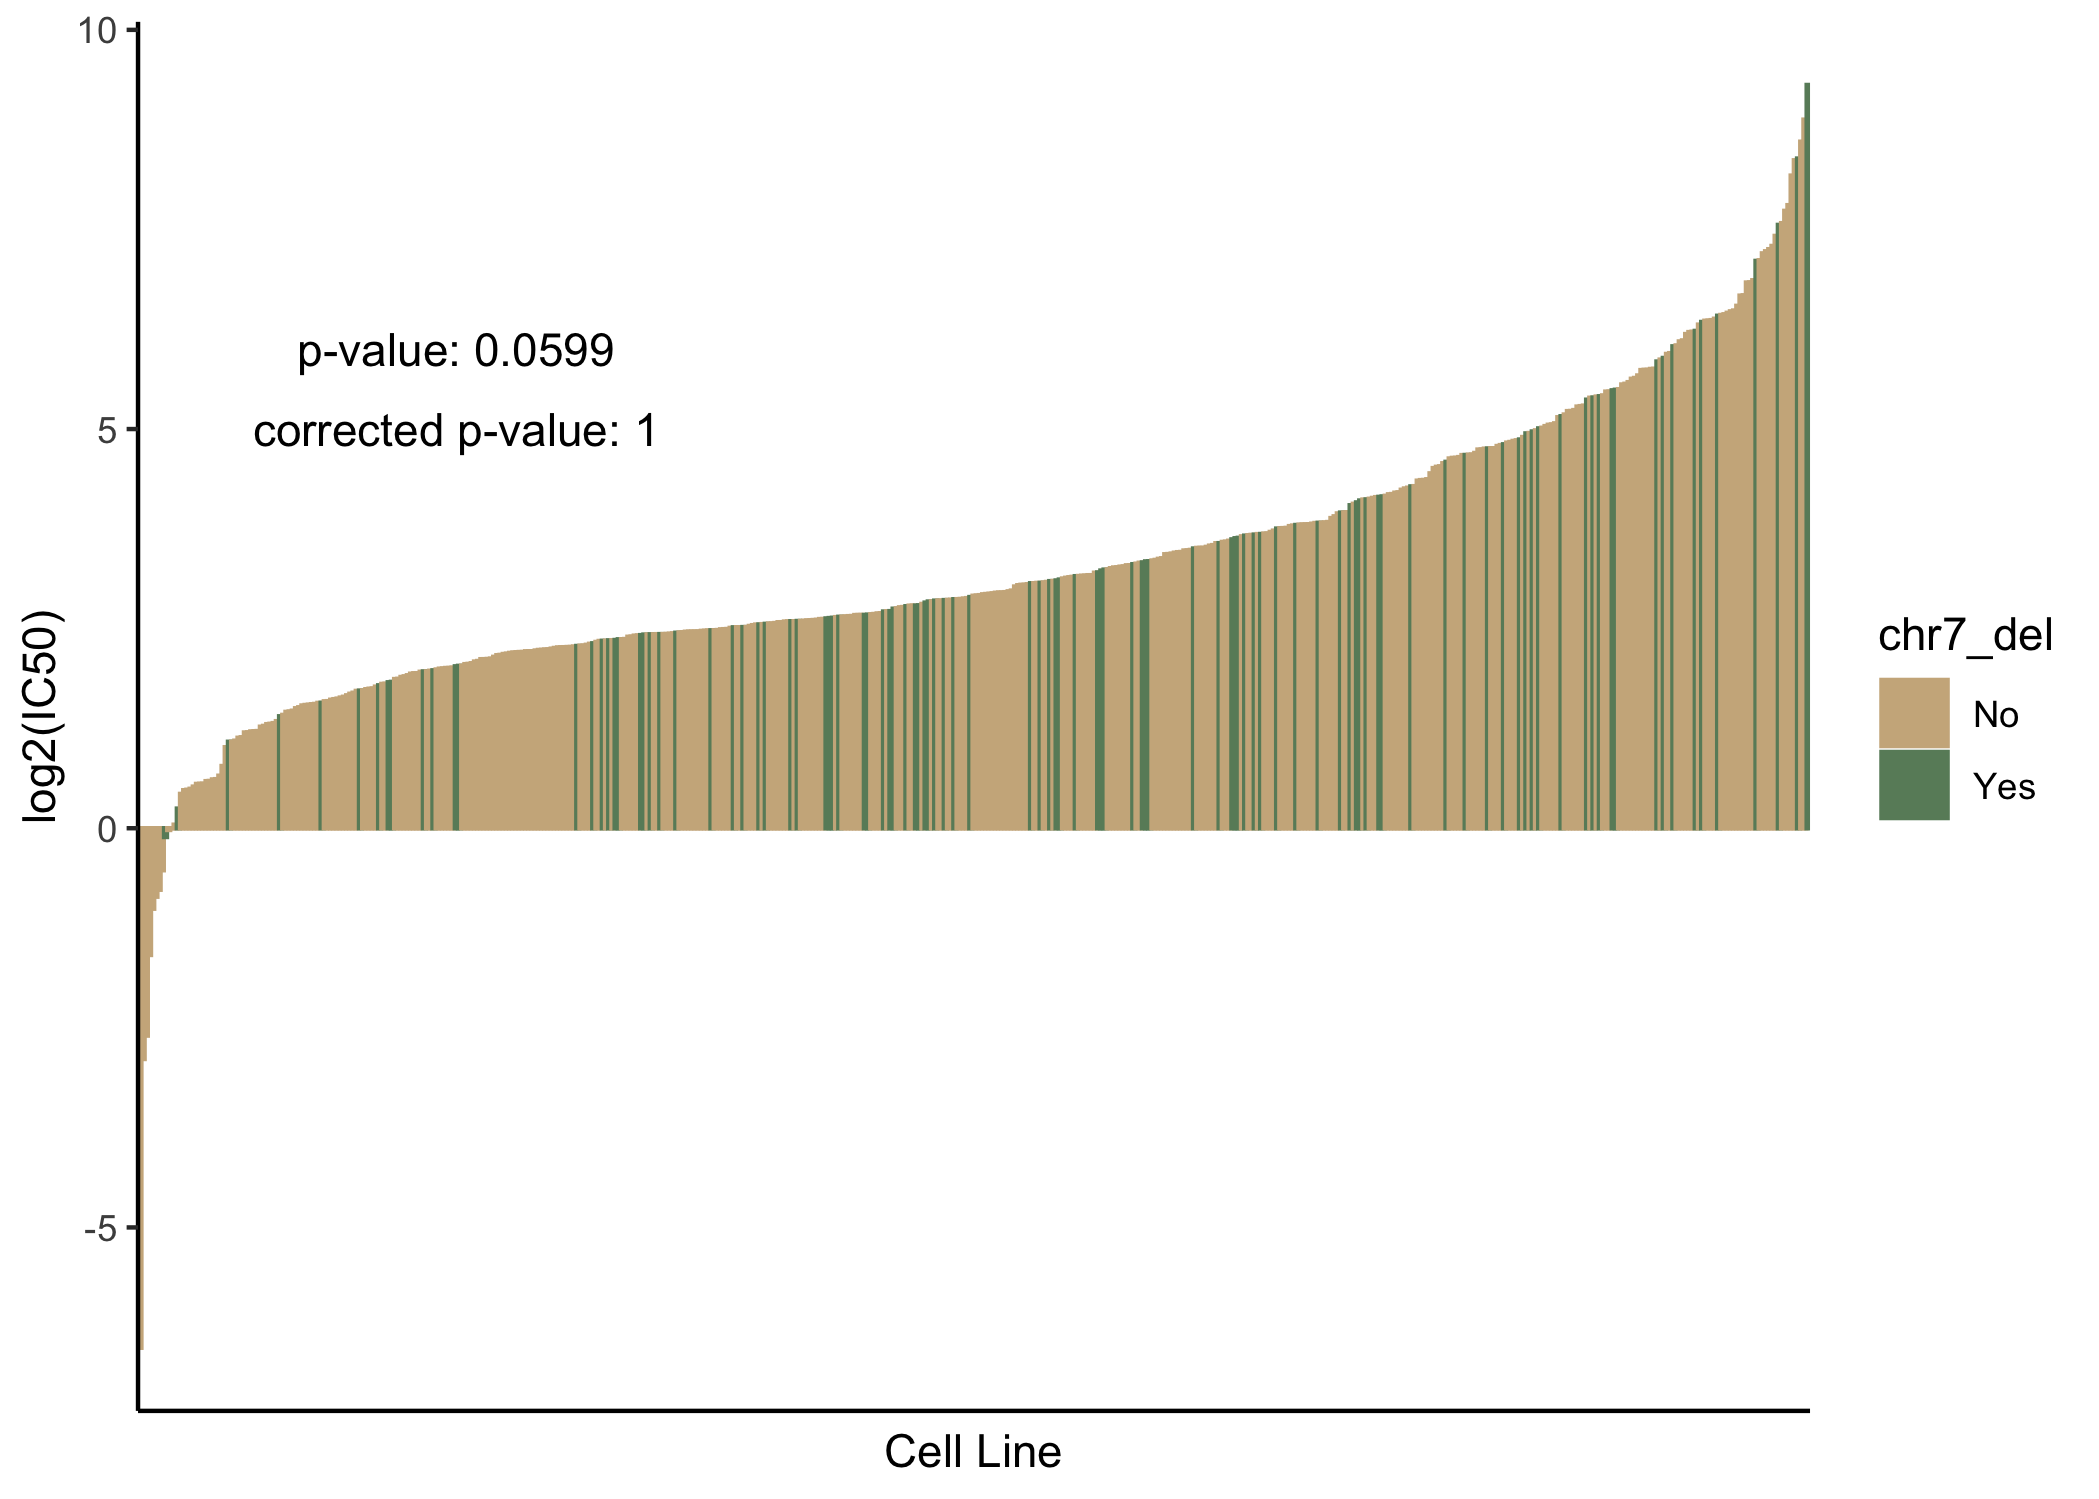 10
p-value: 0.0599
corrected p-value: 1
5
0
-5
log2(IC50)
Cell Line
chr7_del
No
Yes